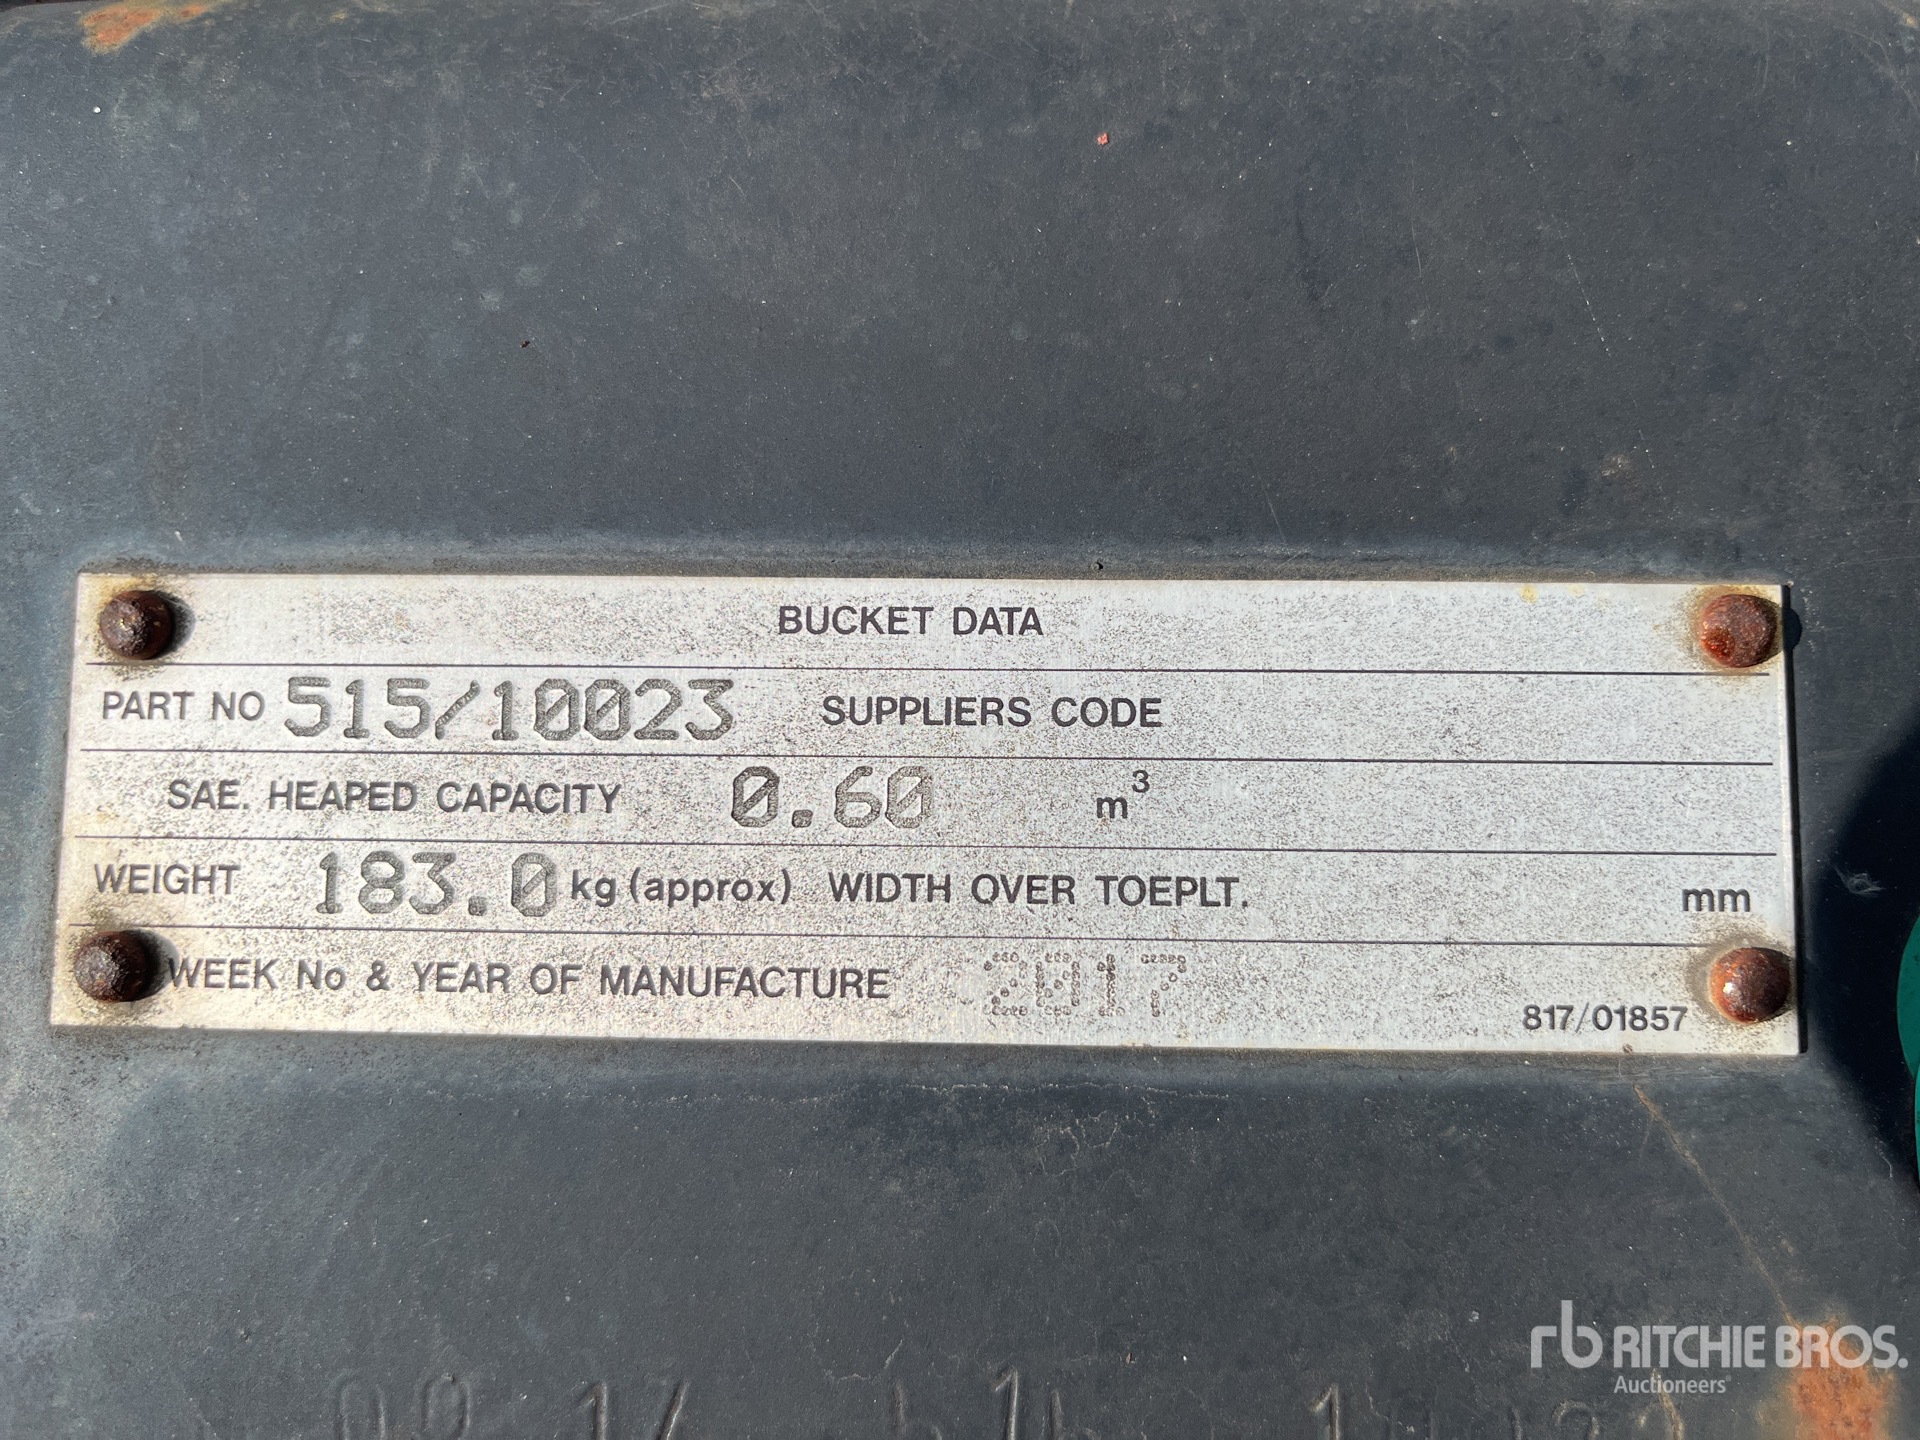 BUCKET DATA
PART NO 515/10023 SUPPLIERS CODE
SAE. HEAPED CAPACITY 0.60 m³
WEIGHT 183.0 kg (approx) WIDTH OVER TOEPLT. mm
WEEK No & YEAR OF MANUFACTURE 2017
817/01857
rb RITCHIE BROS.
Auctioneers